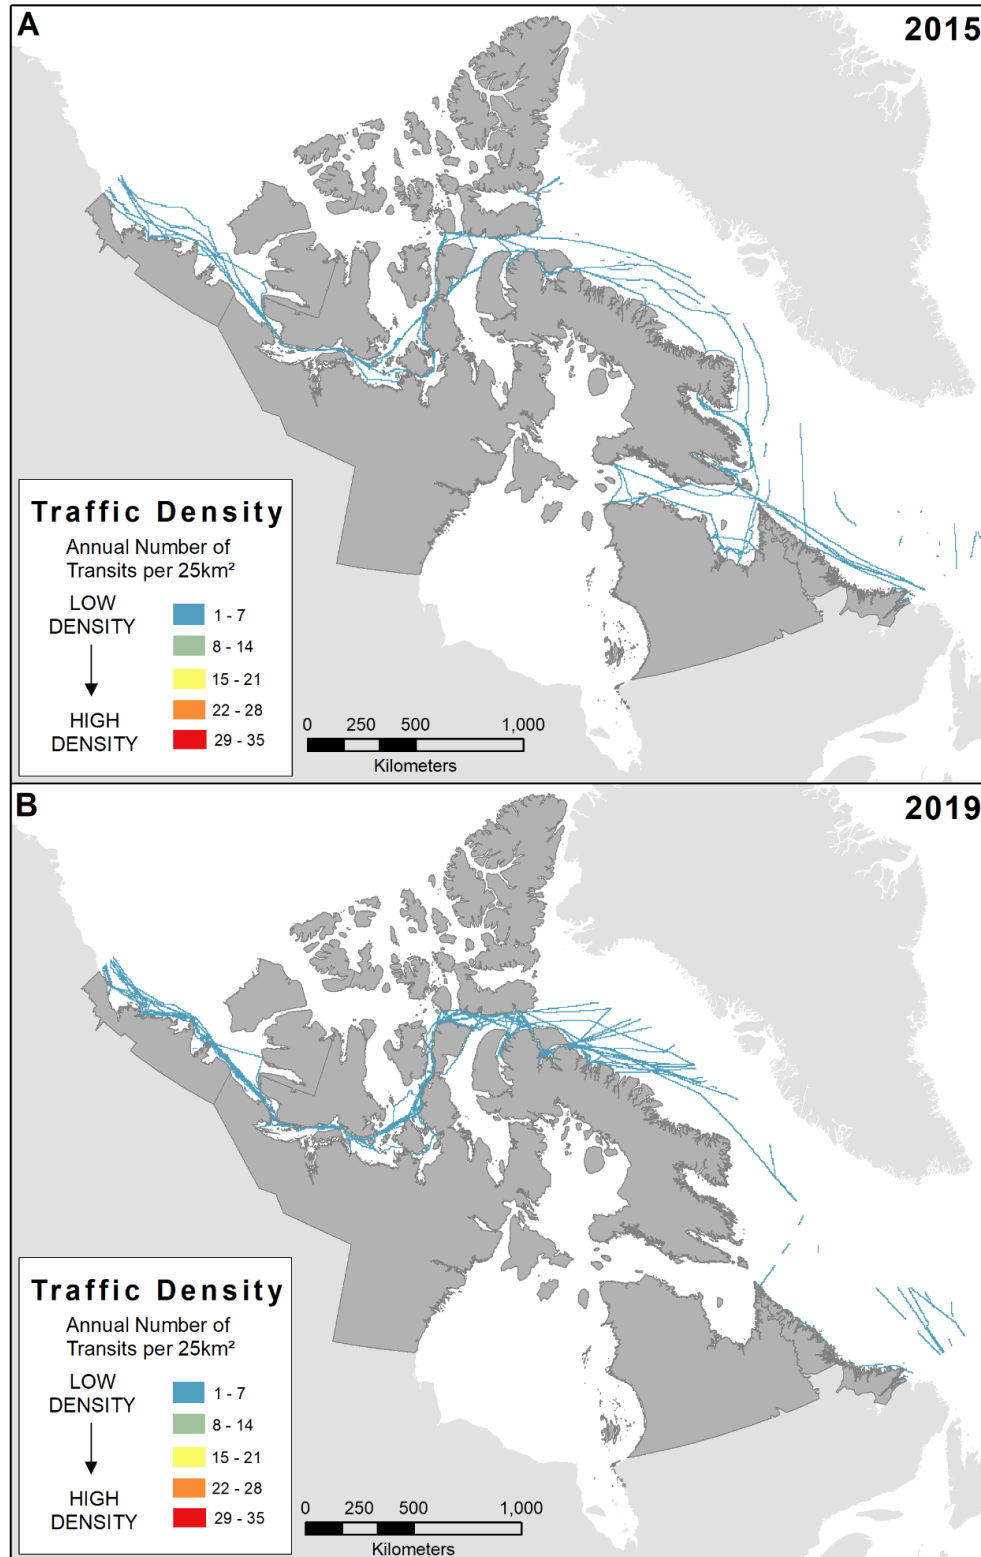 A
2015
Traffic Density
Annual Number of
Transits per 25km²
LOW
DENSITY
HIGH
DENSITY
1 - 7
8 - 14
15 - 21
22 - 28
29 - 35
0 250 500 1,000
Kilometers
B
2019
Traffic Density
Annual Number of
Transits per 25km²
LOW
DENSITY
HIGH
DENSITY
1 - 7
8 - 14
15 - 21
22 - 28
29 - 35
0 250 500 1,000
Kilometers